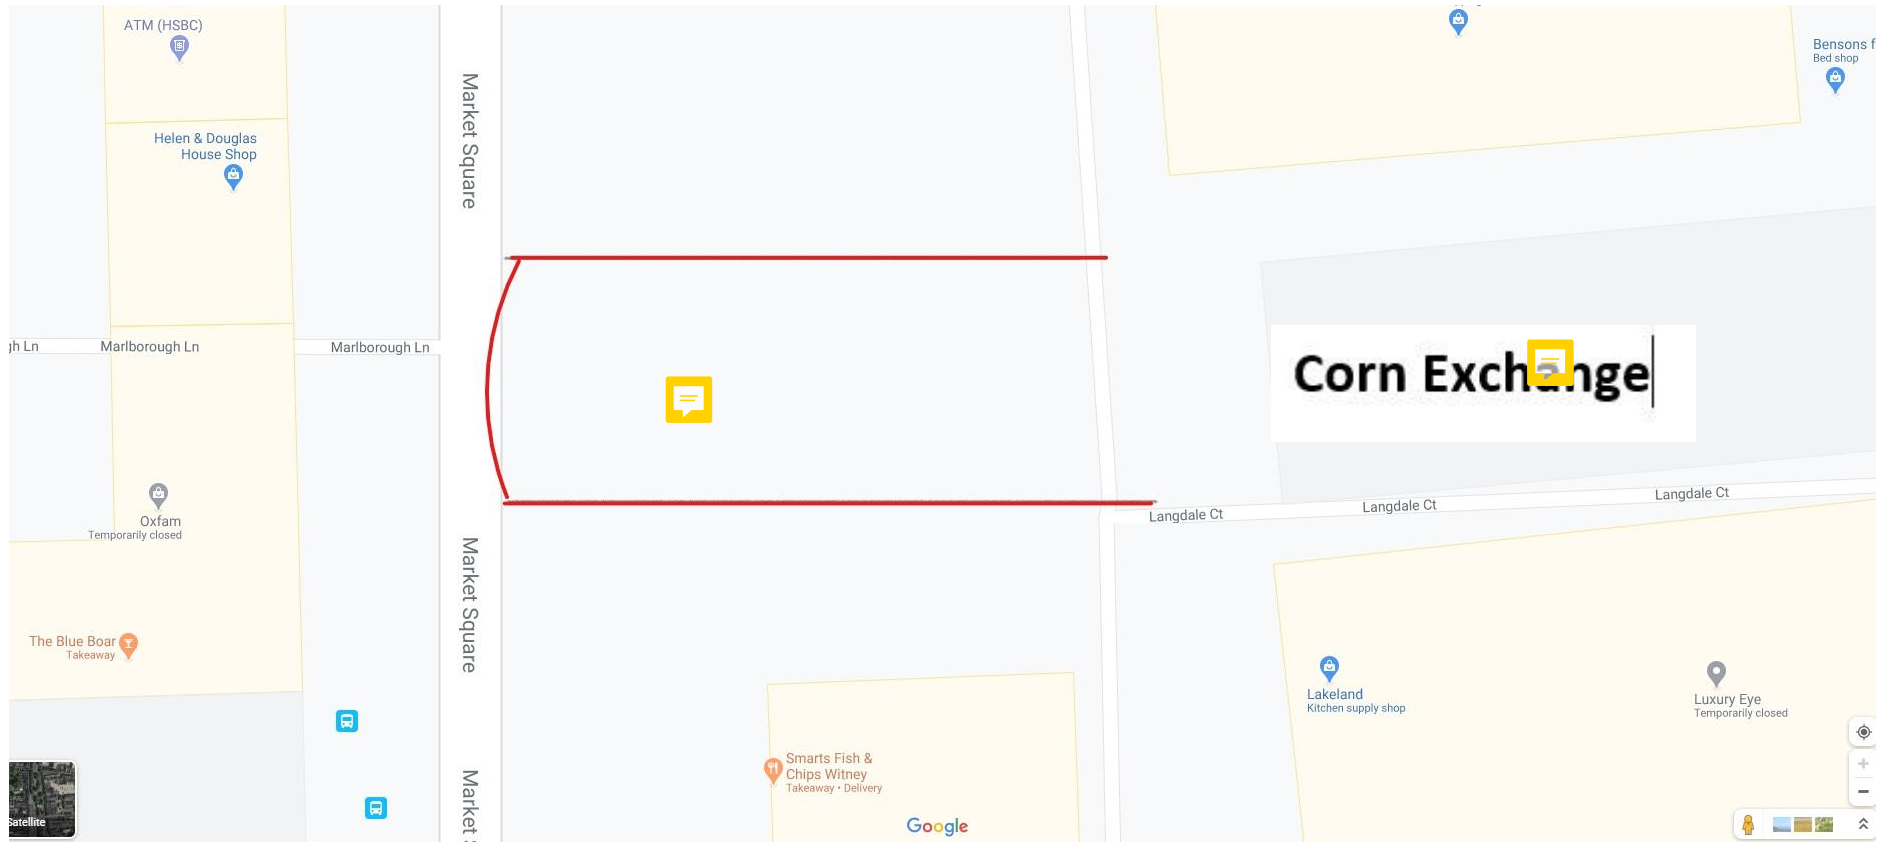 ATM (HSBC)
Bensons f
Bed shop
Market Square
Helen & Douglas
House Shop
gh Ln
Marlborough Ln
Marlborough Ln
Corn Exchange
Oxfam
Temporarily closed
Langdale Ct
Langdale Ct
Langdale Ct
Market Square
The Blue Boar
Takeaway
Lakeland
Kitchen supply shop
Luxury Eye
Temporarily closed
Smarts Fish &
Chips Witney
Takeaway • Delivery
Market S
Satellite
Google